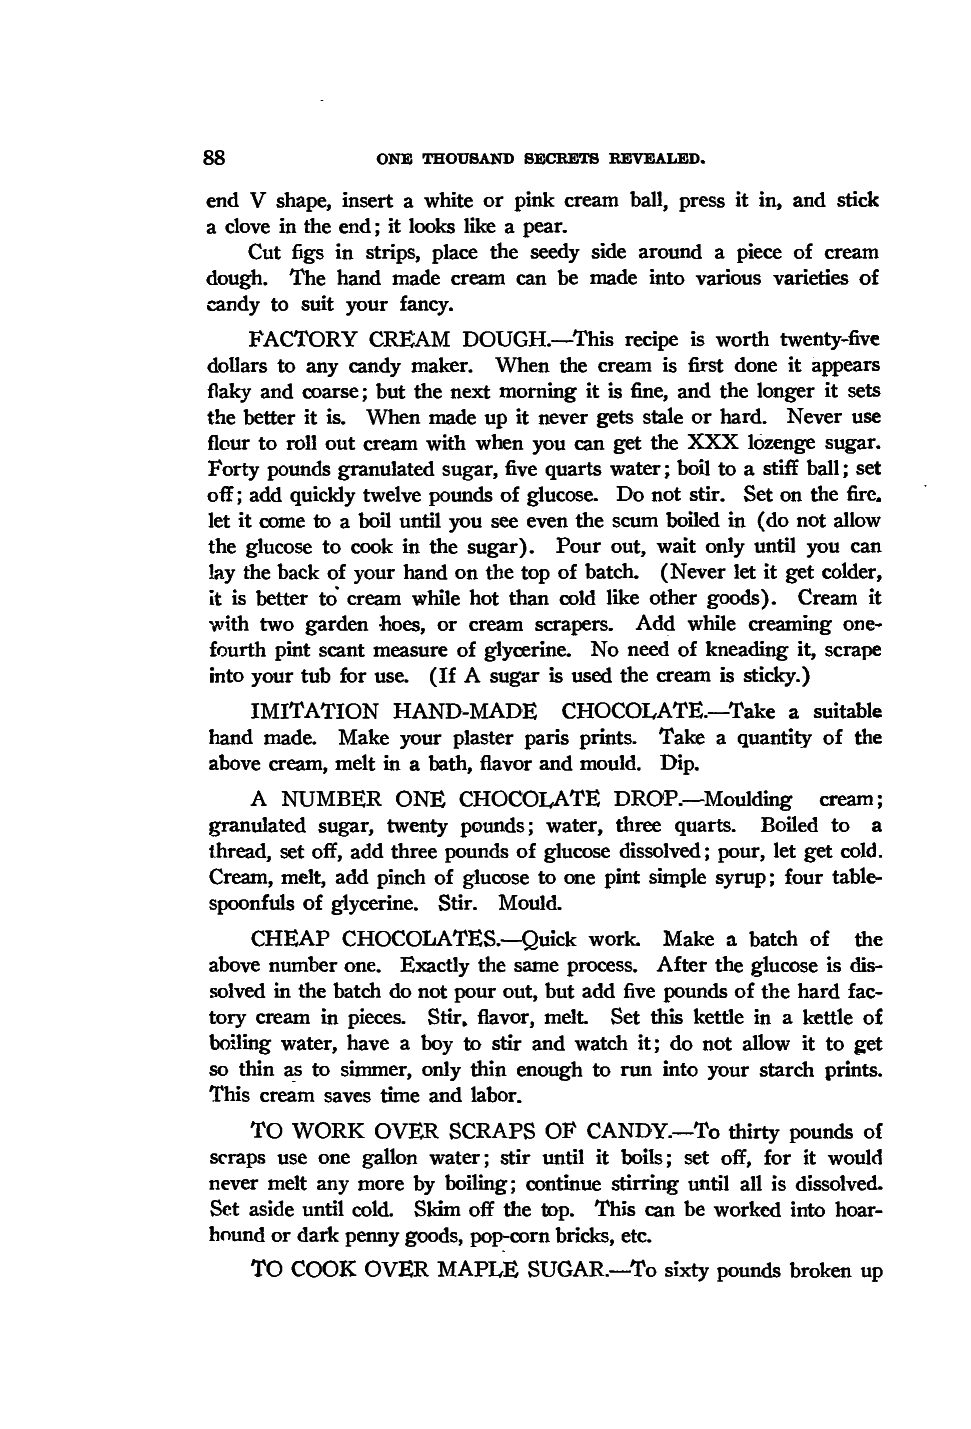 88 ONE THOUSAND SECRETS REVEALED.
end V shape, insert a white or pink cream ball, press it in, and stick
a clove in the end; it looks like a pear.
Cut figs in strips, place the seedy side around a piece of cream
dough. The hand made cream can be made into various varieties of
candy to suit your fancy.
FACTORY CREAM DOUGH.—This recipe is worth twenty-five
dollars to any candy maker. When the cream is first done it appears
flaky and coarse; but the next morning it is fine, and the longer it sets
the better it is. When made up it never gets stale or hard. Never use
flour to roll out cream with when you can get the XXX lozenge sugar.
Forty pounds granulated sugar, five quarts water; boil to a stiff ball; set
off; add quickly twelve pounds of glucose. Do not stir. Set on the fire.
let it come to a boil until you see even the scum boiled in (do not allow
the glucose to cook in the sugar). Pour out, wait only until you can
lay the back of your hand on the top of batch. (Never let it get colder,
it is better to cream while hot than cold like other goods). Cream it
with two garden hoes, or cream scrapers. Add while creaming one-
fourth pint scant measure of glycerine. No need of kneading it, scrape
into your tub for use. (If A sugar is used the cream is sticky.)
IMITATION HAND-MADE CHOCOLATE.—Take a suitable
hand made. Make your plaster paris prints. Take a quantity of the
above cream, melt in a bath, flavor and mould. Dip.
A NUMBER ONE CHOCOLATE DROP.—Moulding cream;
granulated sugar, twenty pounds; water, three quarts. Boiled to a
thread, set off, add three pounds of glucose dissolved; pour, let get cold.
Cream, melt, add pinch of glucose to one pint simple syrup; four table-
spoonfuls of glycerine. Stir. Mould.
CHEAP CHOCOLATES.—Quick work. Make a batch of the
above number one. Exactly the same process. After the glucose is dis-
solved in the batch do not pour out, but add five pounds of the hard fac-
tory cream in pieces. Stir, flavor, melt. Set this kettle in a kettle of
boiling water, have a boy to stir and watch it; do not allow it to get
so thin as to simmer, only thin enough to run into your starch prints.
This cream saves time and labor.
TO WORK OVER SCRAPS OF CANDY.—To thirty pounds of
scraps use one gallon water; stir until it boils; set off, for it would
never melt any more by boiling; continue stirring until all is dissolved.
Set aside until cold. Skim off the top. This can be worked into hoar-
hound or dark penny goods, pop-corn bricks, etc.
TO COOK OVER MAPLE SUGAR.—To sixty pounds broken up